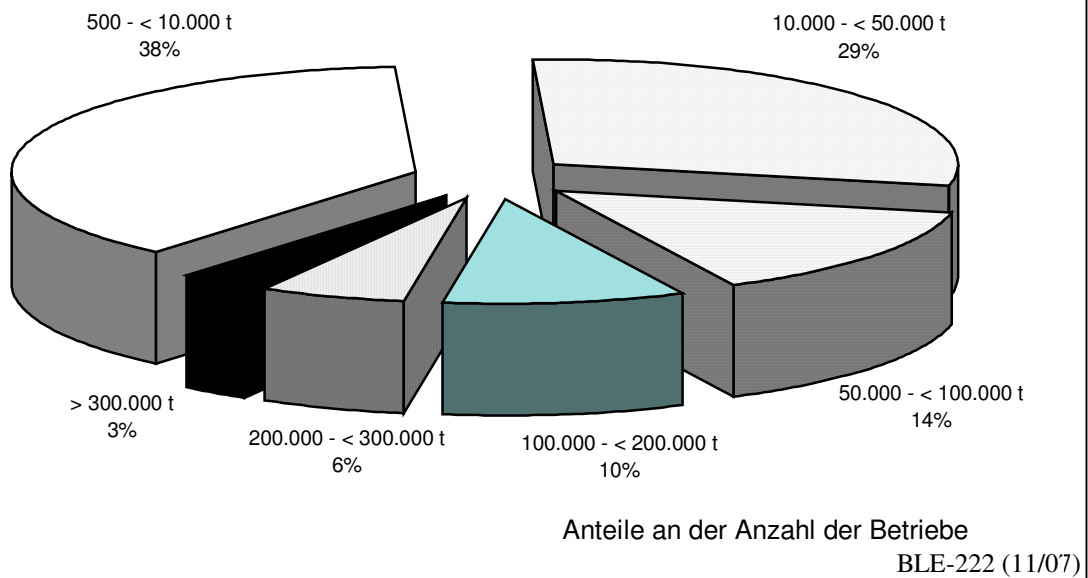 500 - < 10.000 t
38%
10.000 - < 50.000 t
29%
50.000 - < 100.000 t
14%
> 300.000 t
3%
200.000 - < 300.000 t
6%
100.000 - < 200.000 t
10%
Anteile an der Anzahl der Betriebe
BLE-222 (11/07)